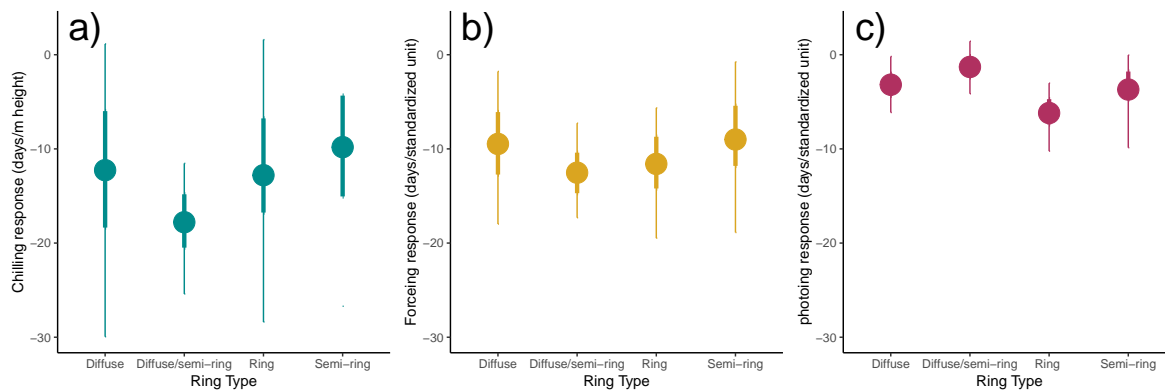 a)
Chilling response (days/m height)
0
−10
−20
−30
Diffuse Diffuse/semi−ring Ring Semi−ring
Ring Type
b)
Forceing response (days/standardized unit)
0
−10
−20
−30
Diffuse Diffuse/semi−ring Ring Semi−ring
Ring Type
c)
photoing response (days/standardized unit)
0
−10
−20
−30
Diffuse Diffuse/semi−ring Ring Semi−ring
Ring Type